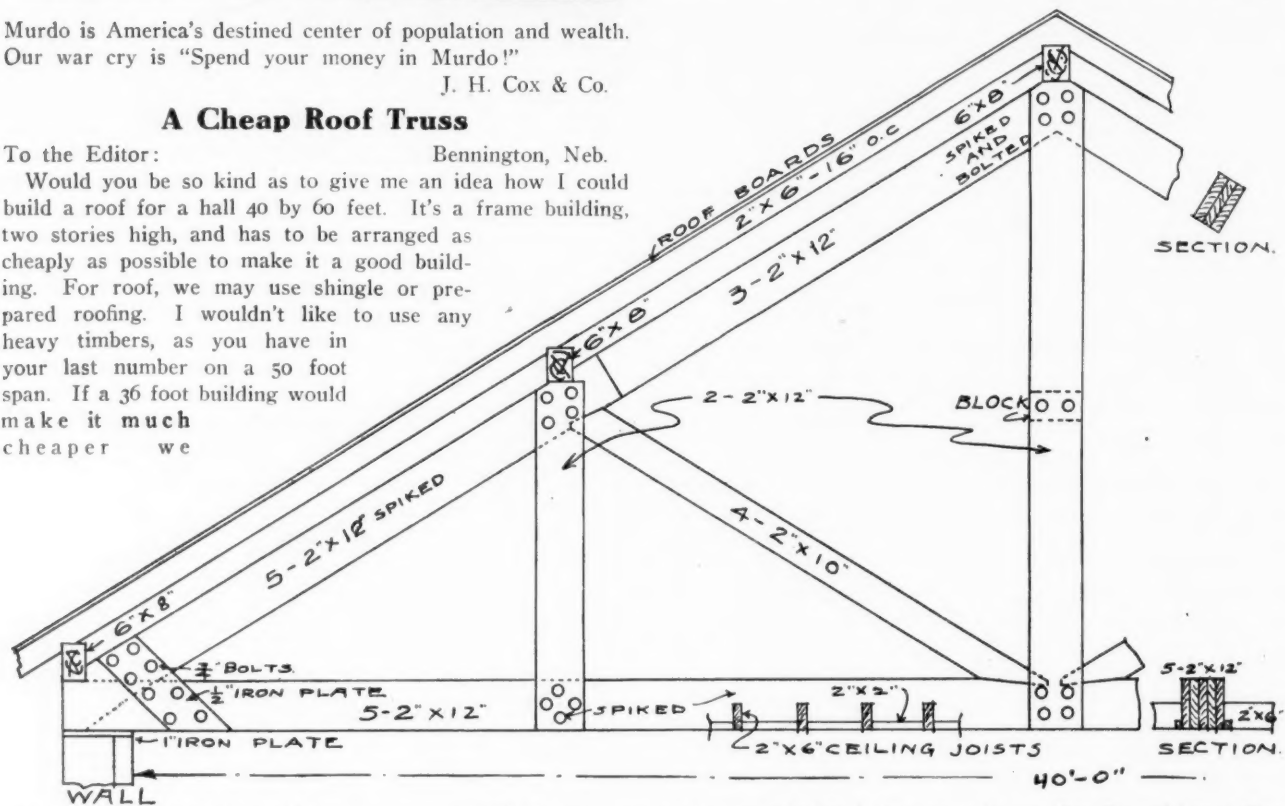 Murdo is America's destined center of population and wealth.
Our war cry is "Spend your money in Murdo!"
J. H. Cox & Co.
A Cheap Roof Truss
To the Editor: Bennington, Neb.
Would you be so kind as to give me an idea how I could
build a roof for a hall 40 by 60 feet. It's a frame building,
two stories high, and has to be arranged as
cheaply as possible to make it a good build-
ing. For roof, we may use shingle or pre-
pared roofing. I wouldn't like to use any
heavy timbers, as you have in
your last number on a 50 foot
span. If a 36 foot building would
make it much
cheaper we
ROOF BOARDS
2"X6"-16" O.C
6"X8"
SPIKED
AND
BOLTED
3-2"X12"
SECTION.
6"X8"
2-2"X12"
BLOCK
5-2"X12" SPIKED
4-2"X10"
6"X8"
3/4" BOLTS.
1/2" IRON PLATE
5-2"X12"
SPIKED
2"X2"
5-2"X12"
2"X6"
1" IRON PLATE
2"X6" CEILING JOISTS
SECTION.
40'-0"
WALL